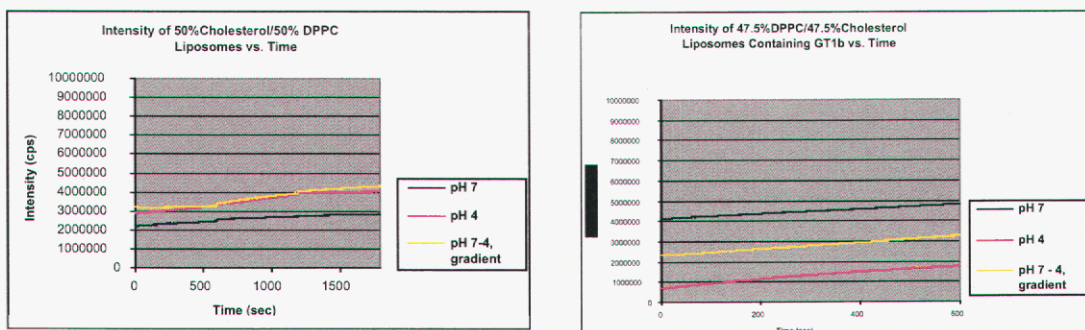 Intensity of 50%Cholesterol/50% DPPC
Liposomes vs. Time
10000000
9000000
8000000
7000000
6000000
5000000
4000000
3000000
2000000
1000000
0
Intensity (cps)
0
500
1000
1500
Time (sec)
pH 7
pH 4
pH 7-4,
gradient
Intensity of 47.5%DPPC/47.5%Cholesterol
Liposomes Containing GT1b vs. Time
10000000
9000000
8000000
7000000
6000000
5000000
4000000
3000000
2000000
1000000
0
0
200
400
600
pH 7
pH 4
pH 7 - 4,
gradient